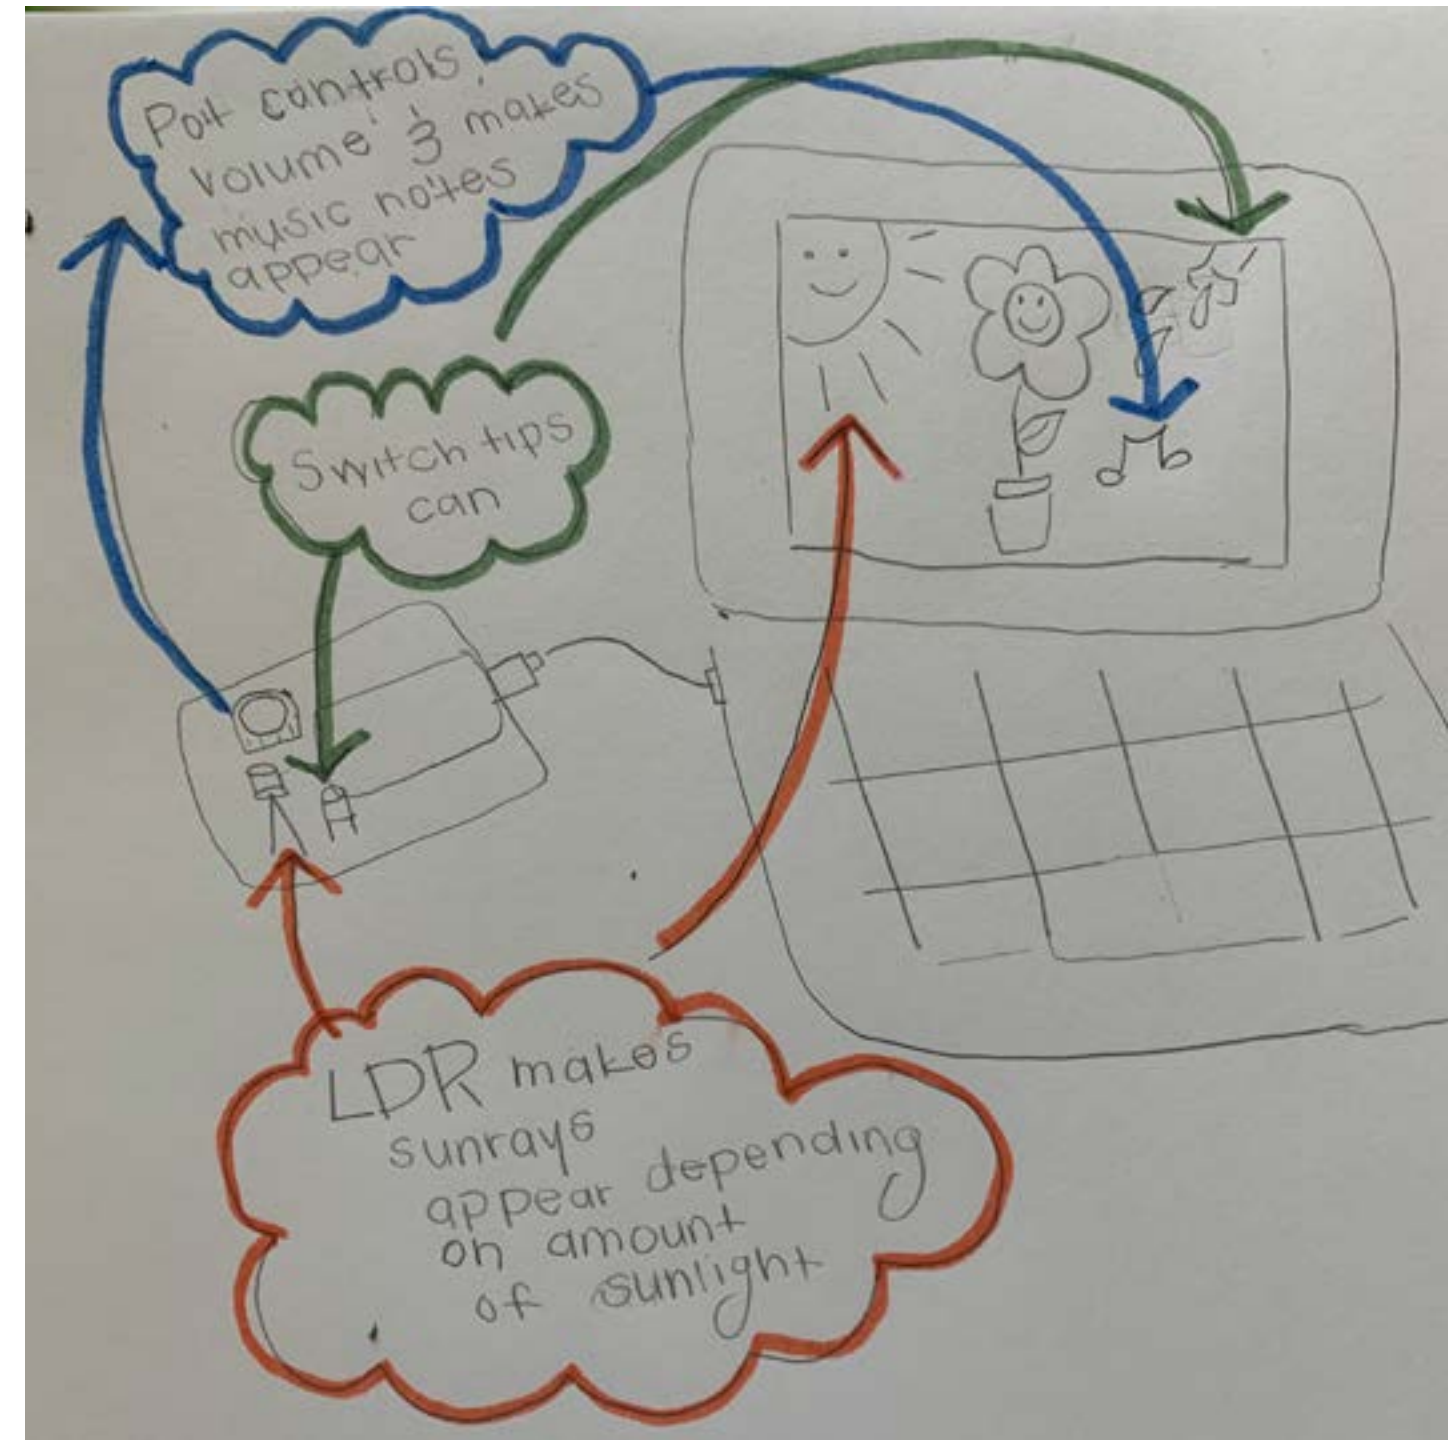 Pot controls
volume & makes
music notes
appear
Switch tips
can
LDR makes
sunrays
appear depending
on amount
of sunlight